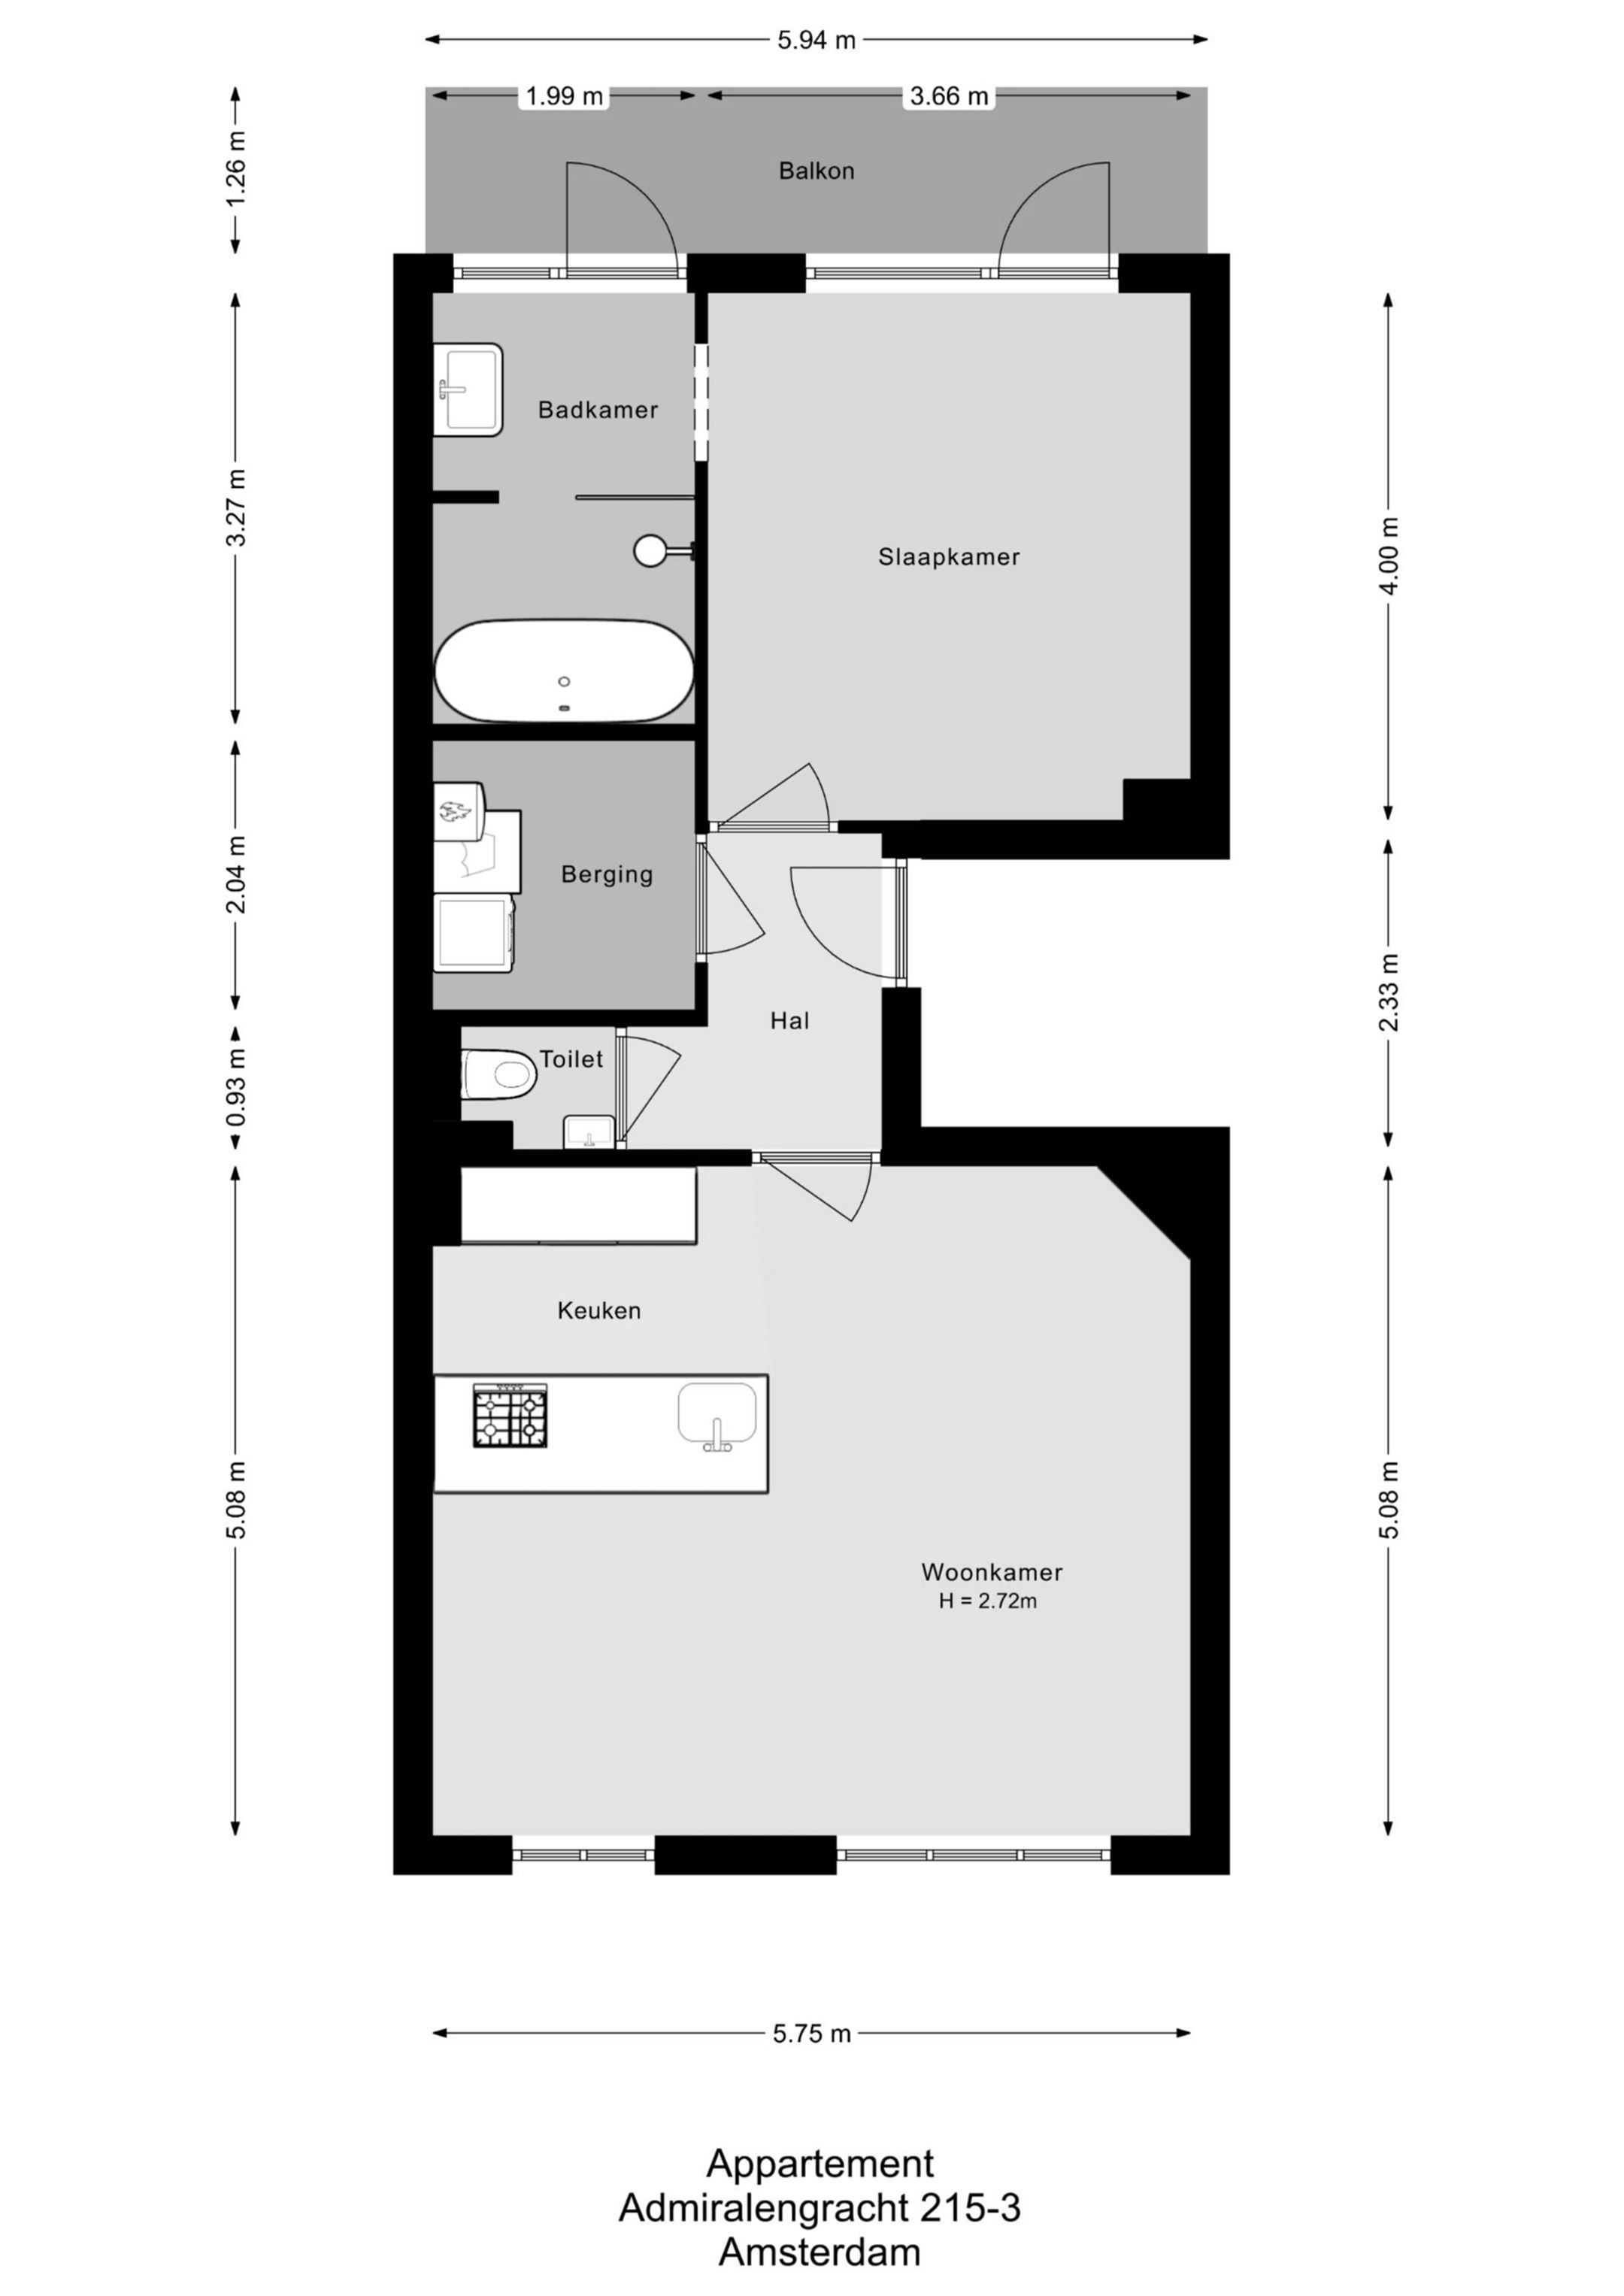 5.94 m
1.99 m
3.66 m
1.26 m
Balkon
Badkamer
3.27 m
Slaapkamer
4.00 m
Berging
2.04 m
Hal
2.33 m
Toilet
0.93 m
Keuken
5.08 m
5.08 m
Woonkamer
H = 2.72m
5.75 m
Appartement
Admiralengracht 215-3
Amsterdam